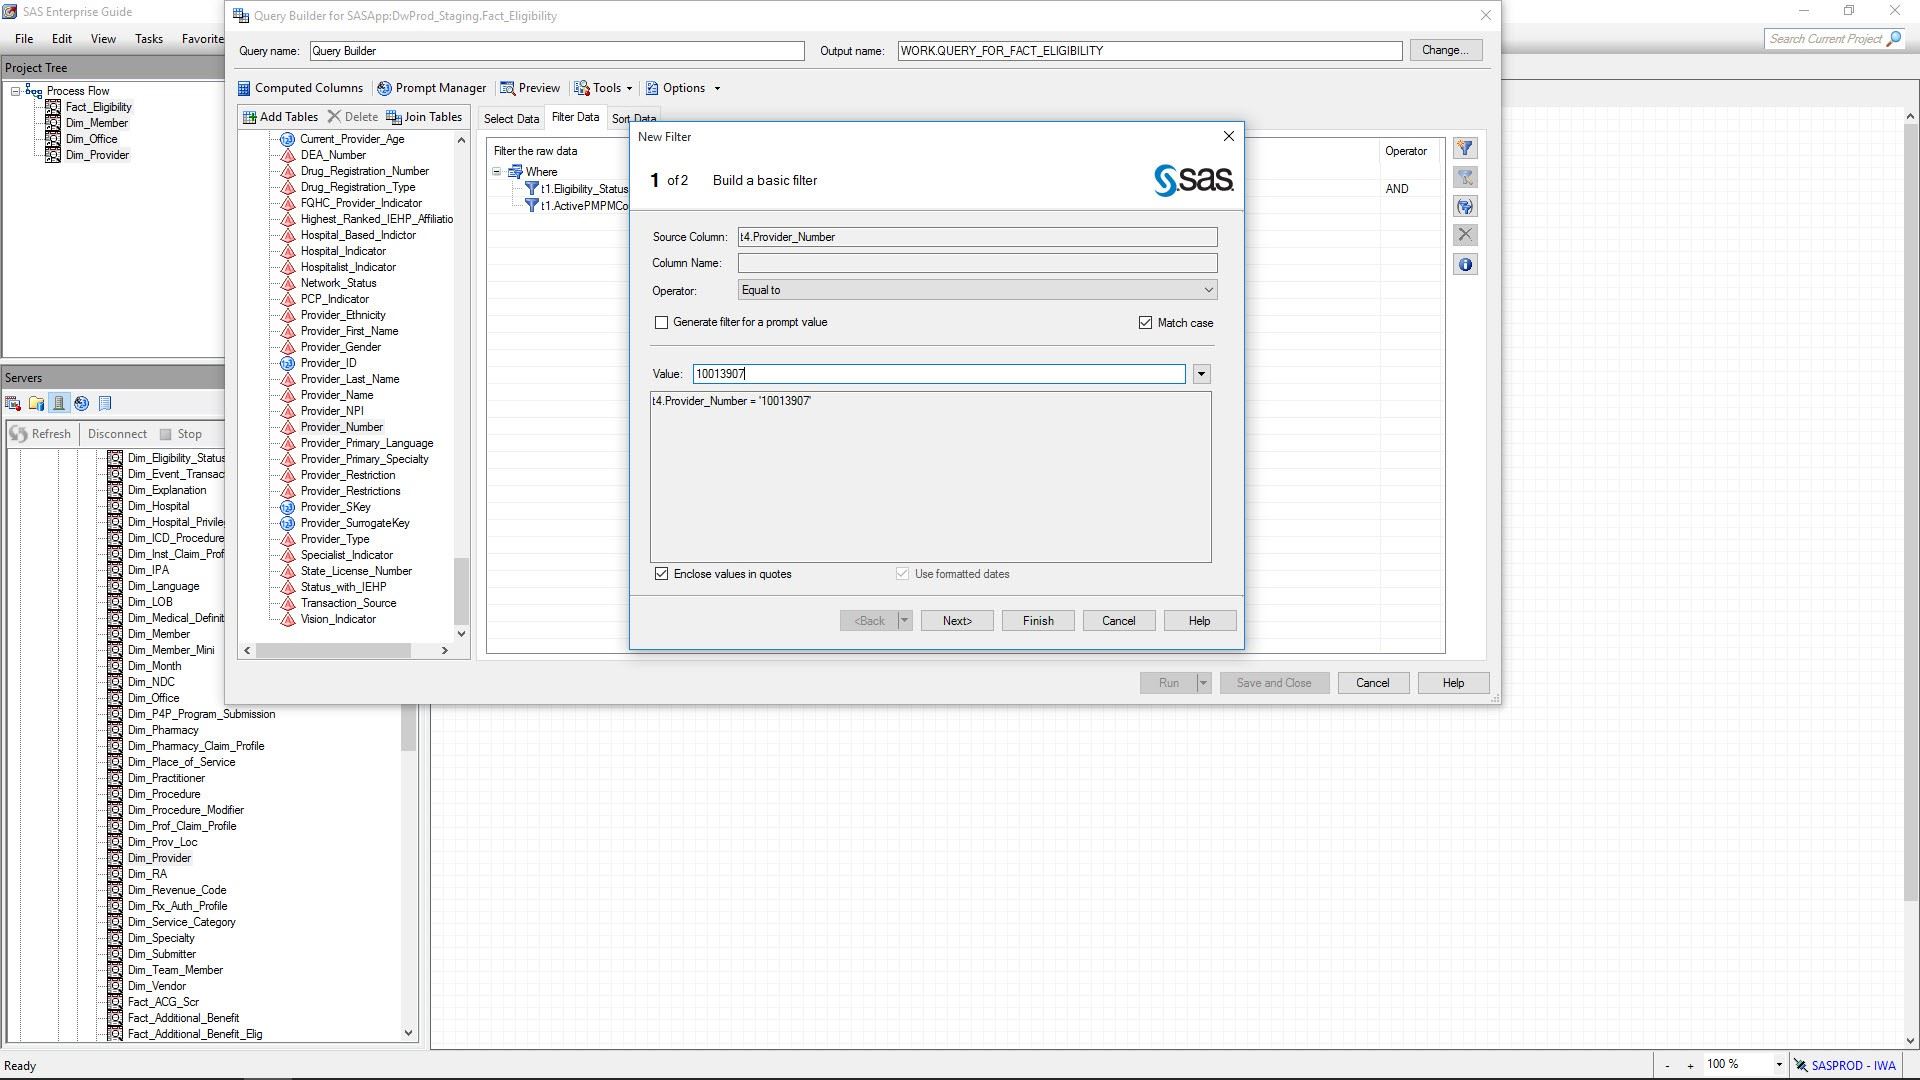 SAS Enterprise Guide
File Edit View Tasks Favorite
Search Current Project
Project Tree
Process Flow
Fact_Eligibility
Dim_Member
Dim_Office
Dim_Provider
Servers
Refresh Disconnect Stop
Dim_Eligibility_Status
Dim_Event_Transac
Dim_Explanation
Dim_Hospital
Dim_Hospital_Privile
Dim_ICD_Procedure
Dim_Inst_Claim_Prof
Dim_IPA
Dim_Language
Dim_LOB
Dim_Medical_Definit
Dim_Member
Dim_Member_Mini
Dim_Month
Dim_NDC
Dim_Office
Dim_P4P_Program_Submission
Dim_Pharmacy
Dim_Pharmacy_Claim_Profile
Dim_Place_of_Service
Dim_Practitioner
Dim_Procedure
Dim_Procedure_Modifier
Dim_Prof_Claim_Profile
Dim_Prov_Loc
Dim_Provider
Dim_RA
Dim_Revenue_Code
Dim_Rx_Auth_Profile
Dim_Service_Category
Dim_Specialty
Dim_Submitter
Dim_Team_Member
Dim_Vendor
Fact_ACG_Scr
Fact_Additional_Benefit
Fact_Additional_Benefit_Elig
Query Builder for SASApp:DwProd_Staging.Fact_Eligibility
Query name: Query Builder Output name: WORK.QUERY_FOR_FACT_ELIGIBILITY Change...
Computed Columns Prompt Manager Preview Tools Options
Add Tables Delete Join Tables
Current_Provider_Age
DEA_Number
Drug_Registration_Number
Drug_Registration_Type
FQHC_Provider_Indicator
Highest_Ranked_IEHP_Affiliatio
Hospital_Based_Indictor
Hospital_Indicator
Hospitalist_Indicator
Network_Status
PCP_Indicator
Provider_Ethnicity
Provider_First_Name
Provider_Gender
Provider_ID
Provider_Last_Name
Provider_Name
Provider_NPI
Provider_Number
Provider_Primary_Language
Provider_Primary_Specialty
Provider_Restriction
Provider_Restrictions
Provider_SKey
Provider_SurrogateKey
Provider_Type
Specialist_Indicator
State_License_Number
Status_with_IEHP
Transaction_Source
Vision_Indicator
Select Data Filter Data Sort Data
Filter the raw data Operator
Where
t1.Eligibility_Status AND
t1.ActivePMPMCo
New Filter
1 of 2 Build a basic filter
sas
Source Column: t4.Provider_Number
Column Name:
Operator: Equal to
Generate filter for a prompt value Match case
Value: 10013907
t4.Provider_Number = '10013907'
Enclose values in quotes Use formatted dates
<Back Next> Finish Cancel Help
Run Save and Close Cancel Help
Ready
- + 100 % SASPROD - IWA